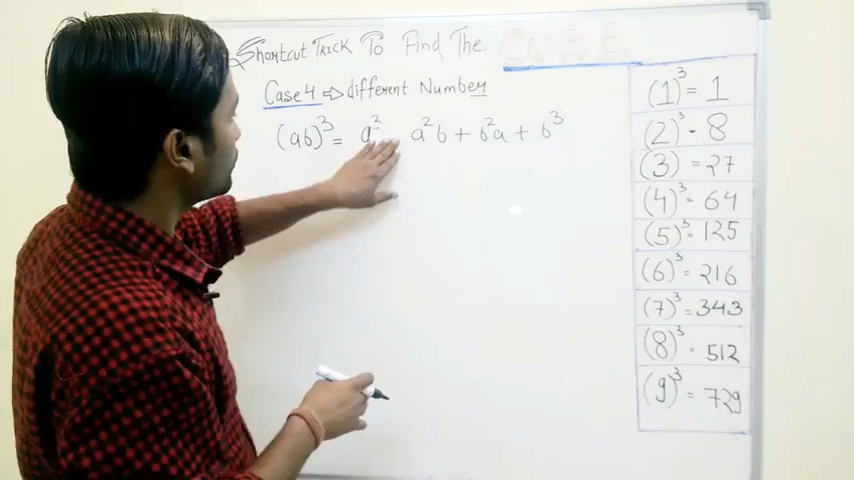 Shortcut Trick To Find The CUBE
Case 4 ⇒ different Number
(ab)³ = a² a²b + b²a + b³
(1)³ = 1
(2)³ - 8
(3) = 27
(4)³ = 64
(5)³ = 125
(6)³ = 216
(7)³ = 343
(8)³ - 512
(9)³ = 729